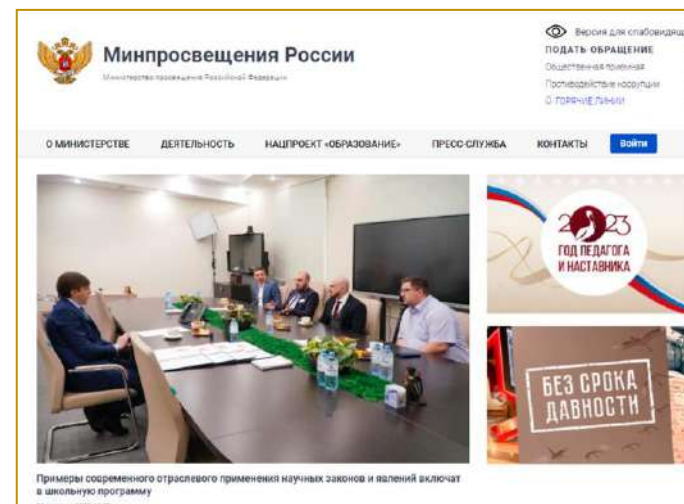 Версия для слабовидящ
Минпросвещения России
ПОДАТЬ ОБРАЩЕНИЕ
Министерство просвещения Российской Федерации
Общественная приемная
Противодействие коррупции
ГОРЯЧИЕ ЛИНИИ
О МИНИСТЕРСТВЕ ДЕЯТЕЛЬНОСТЬ НАЦПРОЕКТ «ОБРАЗОВАНИЕ» ПРЕСС-СЛУЖБА КОНТАКТЫ Войти
2023
ГОД ПЕДАГОГА
И НАСТАВНИКА
БЕЗ СРОКА
ДАВНОСТИ
Примеры современного отраслевого применения научных законов и явлений включат
в школьную программу